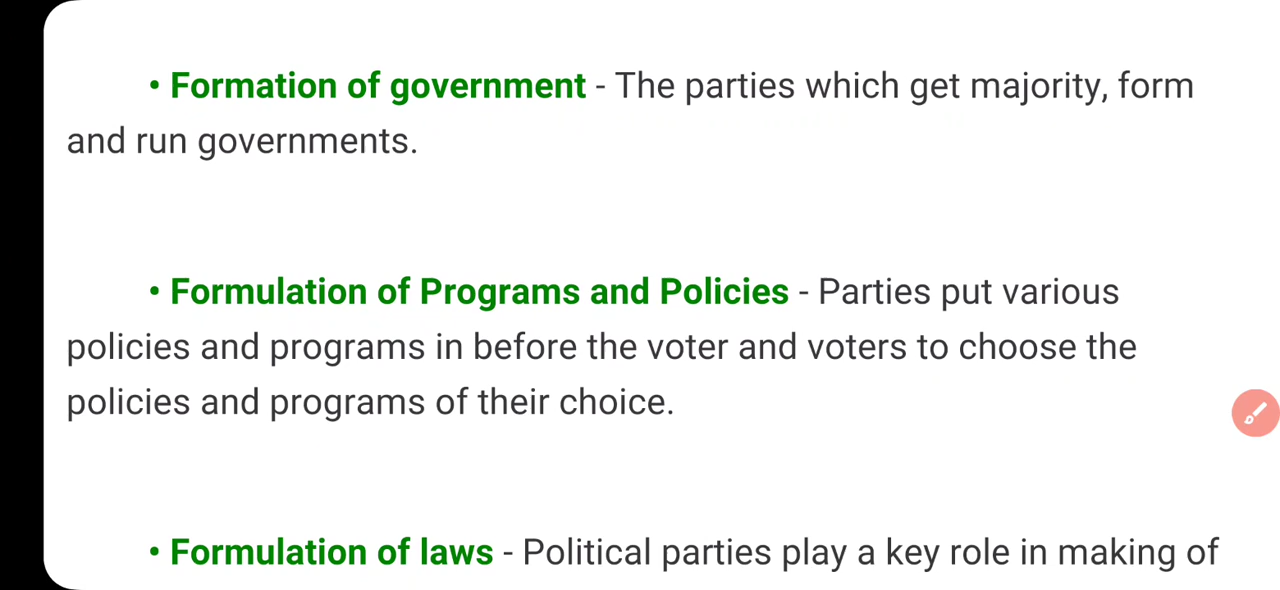 • Formation of government - The parties which get majority, form
and run governments.
• Formulation of Programs and Policies - Parties put various
policies and programs in before the voter and voters to choose the
policies and programs of their choice.
• Formulation of laws - Political parties play a key role in making of